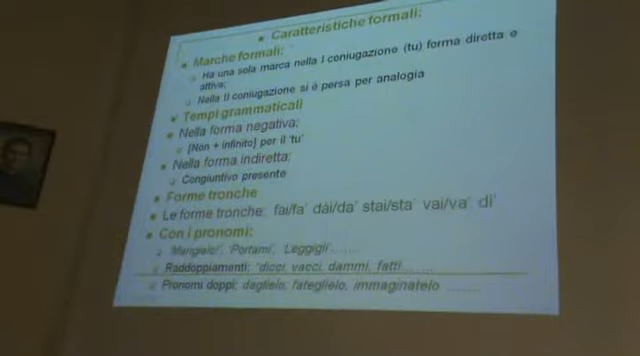 Caratteristiche formali:
Marche formali:
Ha una sola marca nella I coniugazione (tu) forma diretta e
attiva;
Nella II coniugazione si è persa per analogia
Tempi grammaticali
Nella forma negativa;
[Non + infinito] per il 'tu'
Nella forma indiretta;
Congiuntivo presente
Forme tronche
Le forme tronche: fai/fa' dài/da' stai/sta' vai/va' di'
Con i pronomi:
'Mangialo!', 'Portami', 'Leggigli'......
Raddoppiamenti: 'dicci, vacci, dammi, fatti.......
Pronomi doppi: daglielo, fateglielo, immaginatelo .......